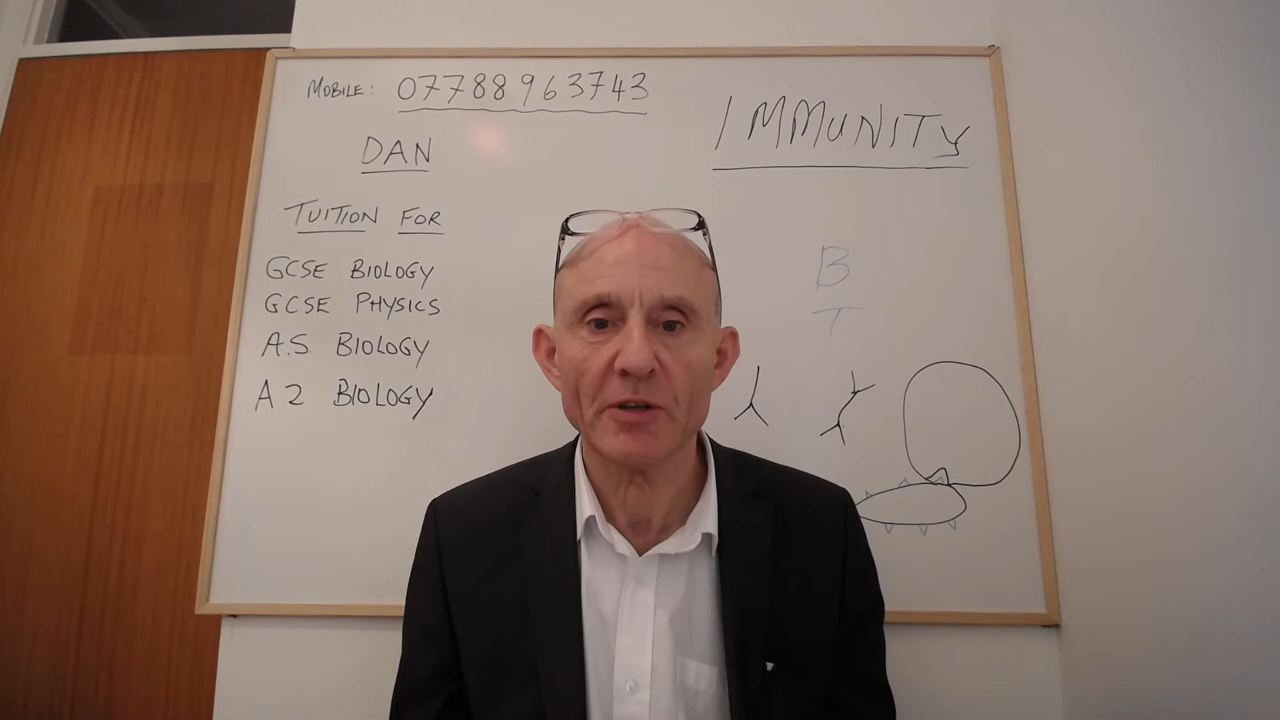 MOBILE: 07788963743
DAN
TUITION FOR
GCSE BIOLOGY
GCSE PHYSICS
A.S. BIOLOGY
A2 BIOLOGY
IMMUNITY
B
T